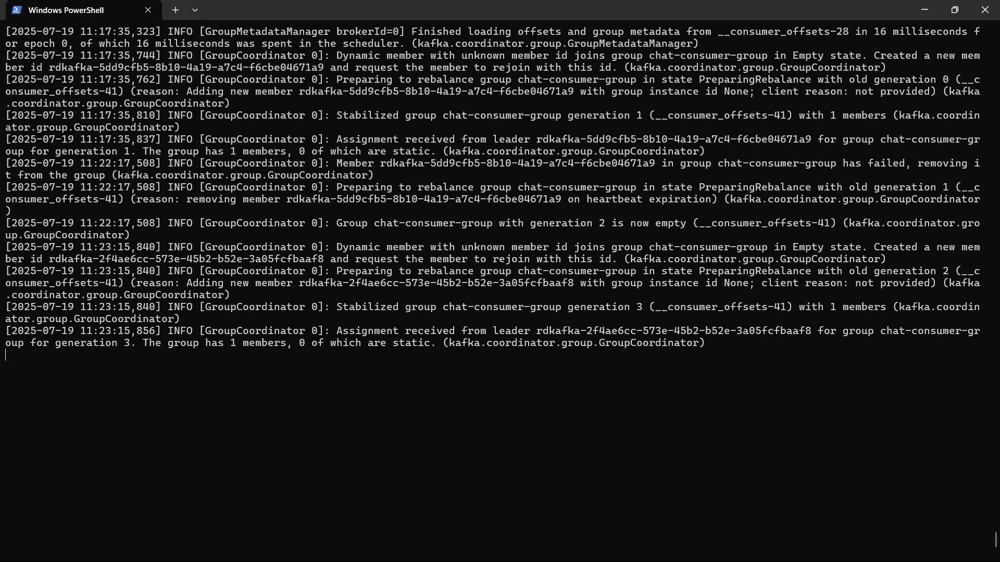 Windows PowerShell
[2025-07-19 11:17:35,323] INFO [GroupMetadataManager brokerId=0] Finished loading offsets and group metadata from __consumer_offsets-28 in 16 milliseconds f
or epoch 0, of which 16 milliseconds was spent in the scheduler. (kafka.coordinator.group.GroupMetadataManager)
[2025-07-19 11:17:35,744] INFO [GroupCoordinator 0]: Dynamic member with unknown member id joins group chat-consumer-group in Empty state. Created a new mem
ber id rdkafka-5dd9cfb5-8b10-4a19-a7c4-f6cbe04671a9 and request the member to rejoin with this id. (kafka.coordinator.group.GroupCoordinator)
[2025-07-19 11:17:35,762] INFO [GroupCoordinator 0]: Preparing to rebalance group chat-consumer-group in state PreparingRebalance with old generation 0 (__c
onsumer_offsets-41) (reason: Adding new member rdkafka-5dd9cfb5-8b10-4a19-a7c4-f6cbe04671a9 with group instance id None; client reason: not provided) (kafka
.coordinator.group.GroupCoordinator)
[2025-07-19 11:17:35,810] INFO [GroupCoordinator 0]: Stabilized group chat-consumer-group generation 1 (__consumer_offsets-41) with 1 members (kafka.coordin
ator.group.GroupCoordinator)
[2025-07-19 11:17:35,837] INFO [GroupCoordinator 0]: Assignment received from leader rdkafka-5dd9cfb5-8b10-4a19-a7c4-f6cbe04671a9 for group chat-consumer-gr
oup for generation 1. The group has 1 members, 0 of which are static. (kafka.coordinator.group.GroupCoordinator)
[2025-07-19 11:22:17,508] INFO [GroupCoordinator 0]: Member rdkafka-5dd9cfb5-8b10-4a19-a7c4-f6cbe04671a9 in group chat-consumer-group has failed, removing i
t from the group (kafka.coordinator.group.GroupCoordinator)
[2025-07-19 11:22:17,508] INFO [GroupCoordinator 0]: Preparing to rebalance group chat-consumer-group in state PreparingRebalance with old generation 1 (__c
onsumer_offsets-41) (reason: removing member rdkafka-5dd9cfb5-8b10-4a19-a7c4-f6cbe04671a9 on heartbeat expiration) (kafka.coordinator.group.GroupCoordinator
)
[2025-07-19 11:22:17,508] INFO [GroupCoordinator 0]: Group chat-consumer-group with generation 2 is now empty (__consumer_offsets-41) (kafka.coordinator.gro
up.GroupCoordinator)
[2025-07-19 11:23:15,840] INFO [GroupCoordinator 0]: Dynamic member with unknown member id joins group chat-consumer-group in Empty state. Created a new mem
ber id rdkafka-2f4ae6cc-573e-45b2-b52e-3a05fcfbaaf8 and request the member to rejoin with this id. (kafka.coordinator.group.GroupCoordinator)
[2025-07-19 11:23:15,840] INFO [GroupCoordinator 0]: Preparing to rebalance group chat-consumer-group in state PreparingRebalance with old generation 2 (__c
onsumer_offsets-41) (reason: Adding new member rdkafka-2f4ae6cc-573e-45b2-b52e-3a05fcfbaaf8 with group instance id None; client reason: not provided) (kafka
.coordinator.group.GroupCoordinator)
[2025-07-19 11:23:15,840] INFO [GroupCoordinator 0]: Stabilized group chat-consumer-group generation 3 (__consumer_offsets-41) with 1 members (kafka.coordin
ator.group.GroupCoordinator)
[2025-07-19 11:23:15,856] INFO [GroupCoordinator 0]: Assignment received from leader rdkafka-2f4ae6cc-573e-45b2-b52e-3a05fcfbaaf8 for group chat-consumer-gr
oup for generation 3. The group has 1 members, 0 of which are static. (kafka.coordinator.group.GroupCoordinator)